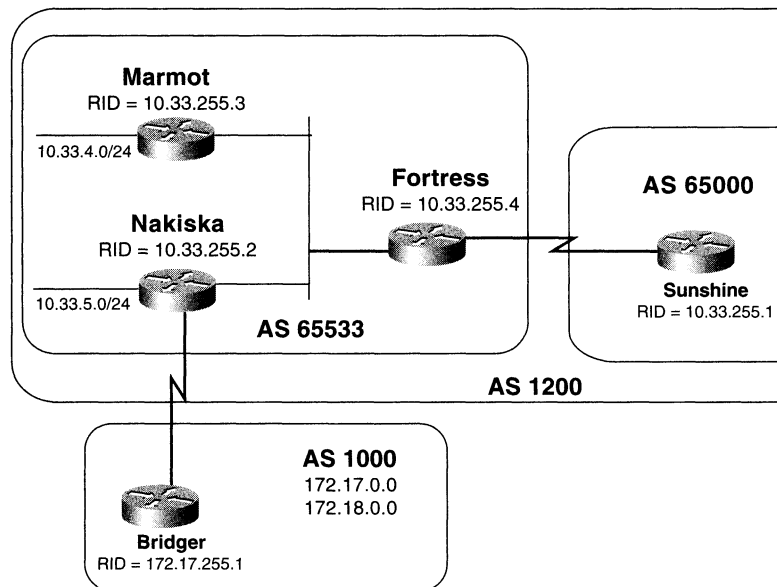 Marmot
RID = 10.33.255.3
10.33.4.0/24
Fortress
RID = 10.33.255.4
AS 65000
Nakiska
RID = 10.33.255.2
Sunshine
RID = 10.33.255.1
10.33.5.0/24
AS 65533
AS 1200
AS 1000
172.17.0.0
172.18.0.0
Bridger
RID = 172.17.255.1